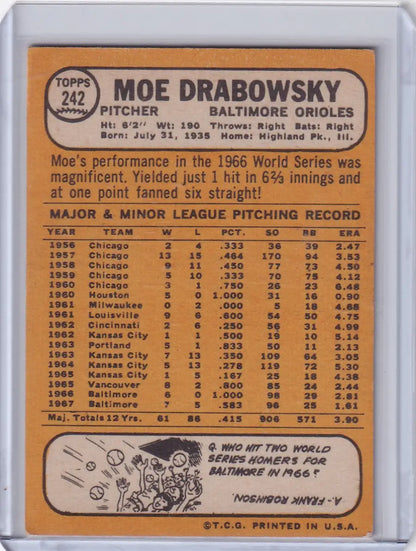 TOPPS
242
MOE DRABOWSKY
PITCHER BALTIMORE ORIOLES
Ht: 6'2" Wt: 190 Throws: Right Bats: Right
Born: July 31, 1935 Home: Highland Pk., Ill.
Moe's performance in the 1966 World Series was
magnificent. Yielded just 1 hit in 6⅔ innings and
at one point fanned six straight!
MAJOR & MINOR LEAGUE PITCHING RECORD
YEAR TEAM W L PCT. SO BB ERA
1956 Chicago 2 4 .333 36 39 2.47
1957 Chicago 13 15 .464 170 94 3.53
1958 Chicago 9 11 .450 77 73 4.50
1959 Chicago 5 10 .333 70 75 4.12
1960 Chicago 3 1 .750 26 23 6.48
1960 Houston 5 0 1.000 31 16 0.90
1961 Milwaukee 0 2 .000 5 18 4.68
1961 Louisville 9 6 .600 54 50 4.75
1962 Cincinnati 2 6 .250 56 31 4.99
1962 Kansas City 1 1 .500 19 10 5.14
1963 Portland 5 1 .833 50 11 2.13
1963 Kansas City 7 13 .350 109 64 3.05
1964 Kansas City 5 13 .278 119 72 5.30
1965 Kansas City 1 5 .167 25 18 4.38
1965 Vancouver 8 2 .800 85 24 2.44
1966 Baltimore 6 0 1.000 98 29 2.81
1967 Baltimore 7 5 .583 96 25 1.61
Maj. Totals 12 Yrs. 61 86 .415 906 571 3.90
Q. WHO HIT TWO WORLD
SERIES HOMERS FOR
BALTIMORE IN 1966?
A.- FRANK ROBINSON.
©T.C.G. PRINTED IN U.S.A.